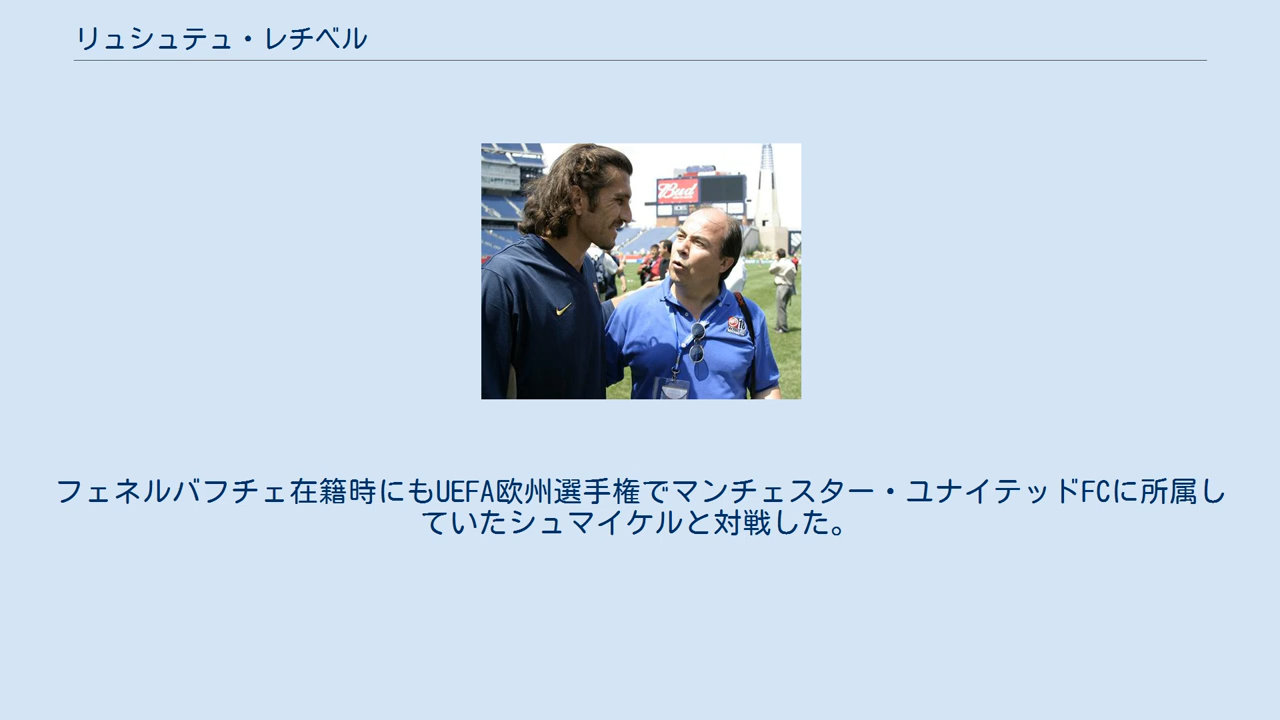 リュシュテュ・レチベル
Bud
フェネルバフチェ在籍時にもUEFA欧州選手権でマンチェスター・ユナイテッドFCに所属し
ていたシュマイケルと対戦した。